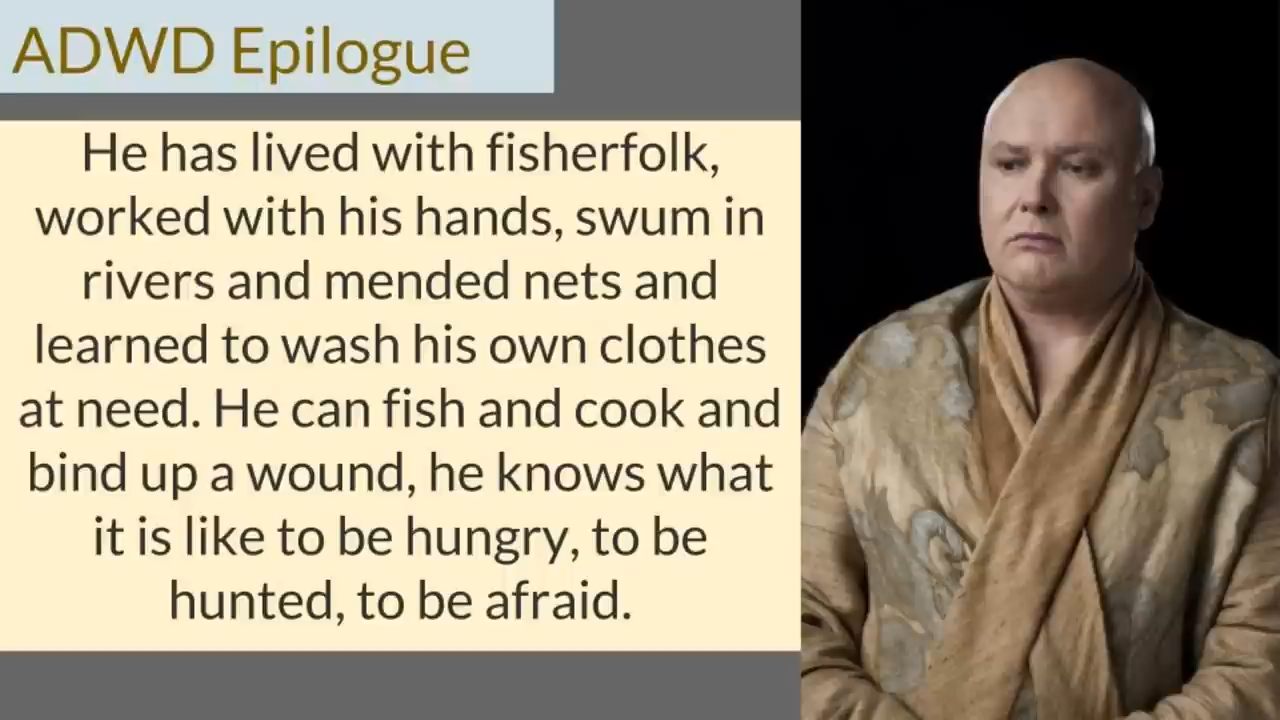 ADWD Epilogue
He has lived with fisherfolk,
worked with his hands, swum in
rivers and mended nets and
learned to wash his own clothes
at need. He can fish and cook and
bind up a wound, he knows what
it is like to be hungry, to be
hunted, to be afraid.